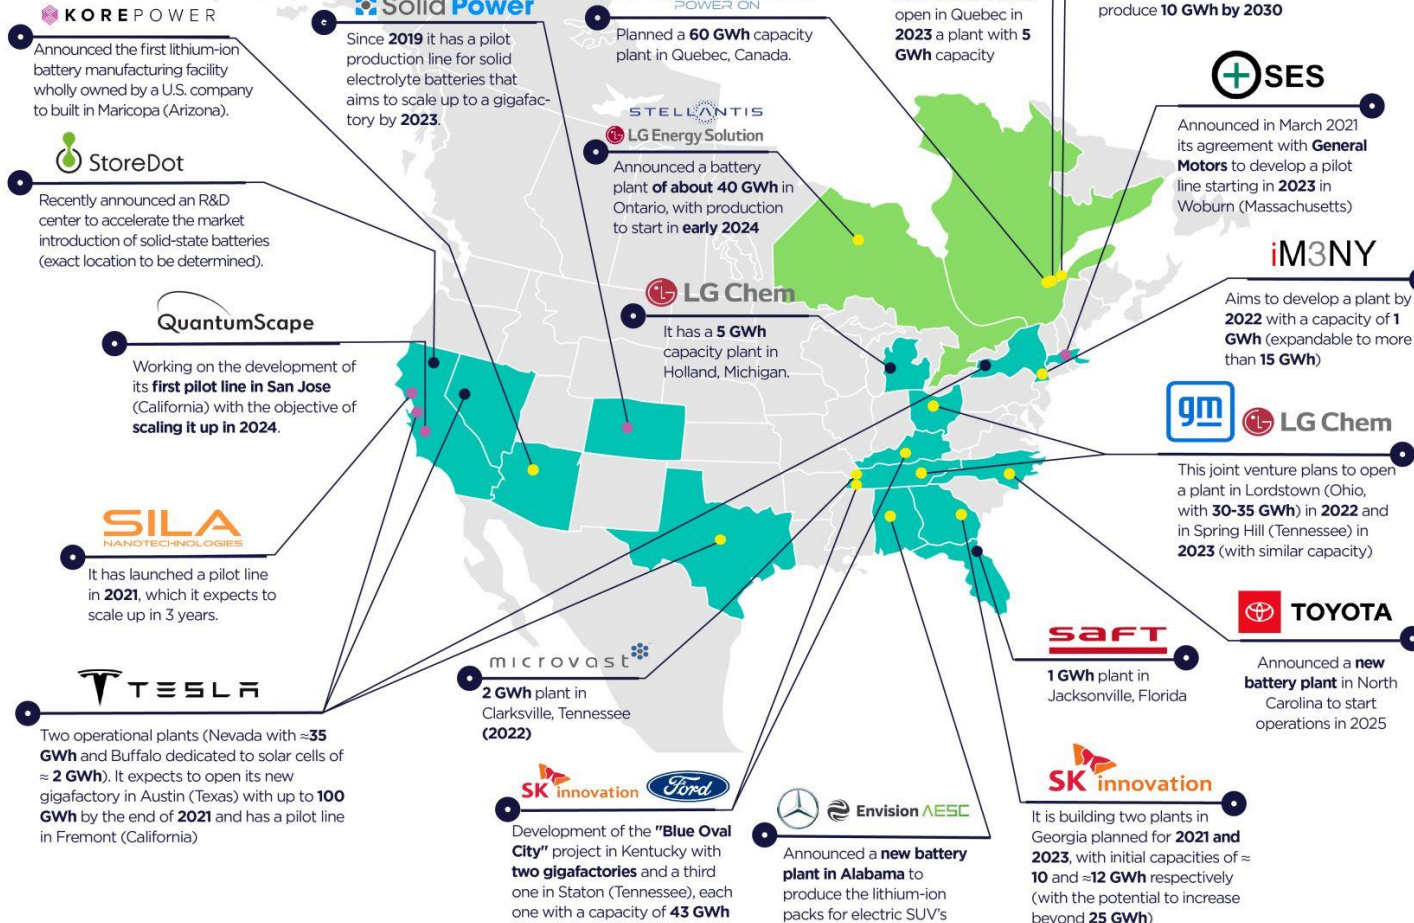 KOREPOWER
Announced the first lithium-ion
battery manufacturing facility
wholly owned by a U.S. company
to built in Maricopa (Arizona).
Solid Power
Since 2019 it has a pilot
production line for solid
electrolyte batteries that
aims to scale up to a gigafac-
tory by 2023.
POWER ON
Planned a 60 GWh capacity
plant in Quebec, Canada.
open in Quebec in
2023 a plant with 5
GWh capacity
produce 10 GWh by 2030
SES
Announced in March 2021
its agreement with General
Motors to develop a pilot
line starting in 2023 in
Woburn (Massachusetts)
StoreDot
Recently announced an R&D
center to accelerate the market
introduction of solid-state batteries
(exact location to be determined).
STELLANTIS
LG Energy Solution
Announced a battery
plant of about 40 GWh in
Ontario, with production
to start in early 2024
iM3NY
Aims to develop a plant by
2022 with a capacity of 1
GWh (expandable to more
than 15 GWh)
QuantumScape
Working on the development of
its first pilot line in San Jose
(California) with the objective of
scaling it up in 2024.
LG Chem
It has a 5 GWh
capacity plant in
Holland, Michigan.
gm
LG Chem
This joint venture plans to open
a plant in Lordstown (Ohio,
with 30-35 GWh) in 2022 and
in Spring Hill (Tennessee) in
2023 (with similar capacity)
SILA
NANOTECHNOLOGIES
It has launched a pilot line
in 2021, which it expects to
scale up in 3 years.
TOYOTA
Announced a new
battery plant in North
Carolina to start
operations in 2025
saft
1 GWh plant in
Jacksonville, Florida
microvast
2 GWh plant in
Clarksville, Tennessee
(2022)
TESLA
Two operational plants (Nevada with ≈35
GWh and Buffalo dedicated to solar cells of
≈ 2 GWh). It expects to open its new
gigafactory in Austin (Texas) with up to 100
GWh by the end of 2021 and has a pilot line
in Fremont (California)
SK innovation
Ford
Development of the "Blue Oval
City" project in Kentucky with
two gigafactories and a third
one in Staton (Tennessee), each
one with a capacity of 43 GWh
Envision AESC
Announced a new battery
plant in Alabama to
produce the lithium-ion
packs for electric SUV's
SK innovation
It is building two plants in
Georgia planned for 2021 and
2023, with initial capacities of ≈
10 and ≈12 GWh respectively
(with the potential to increase
beyond 25 GWh)